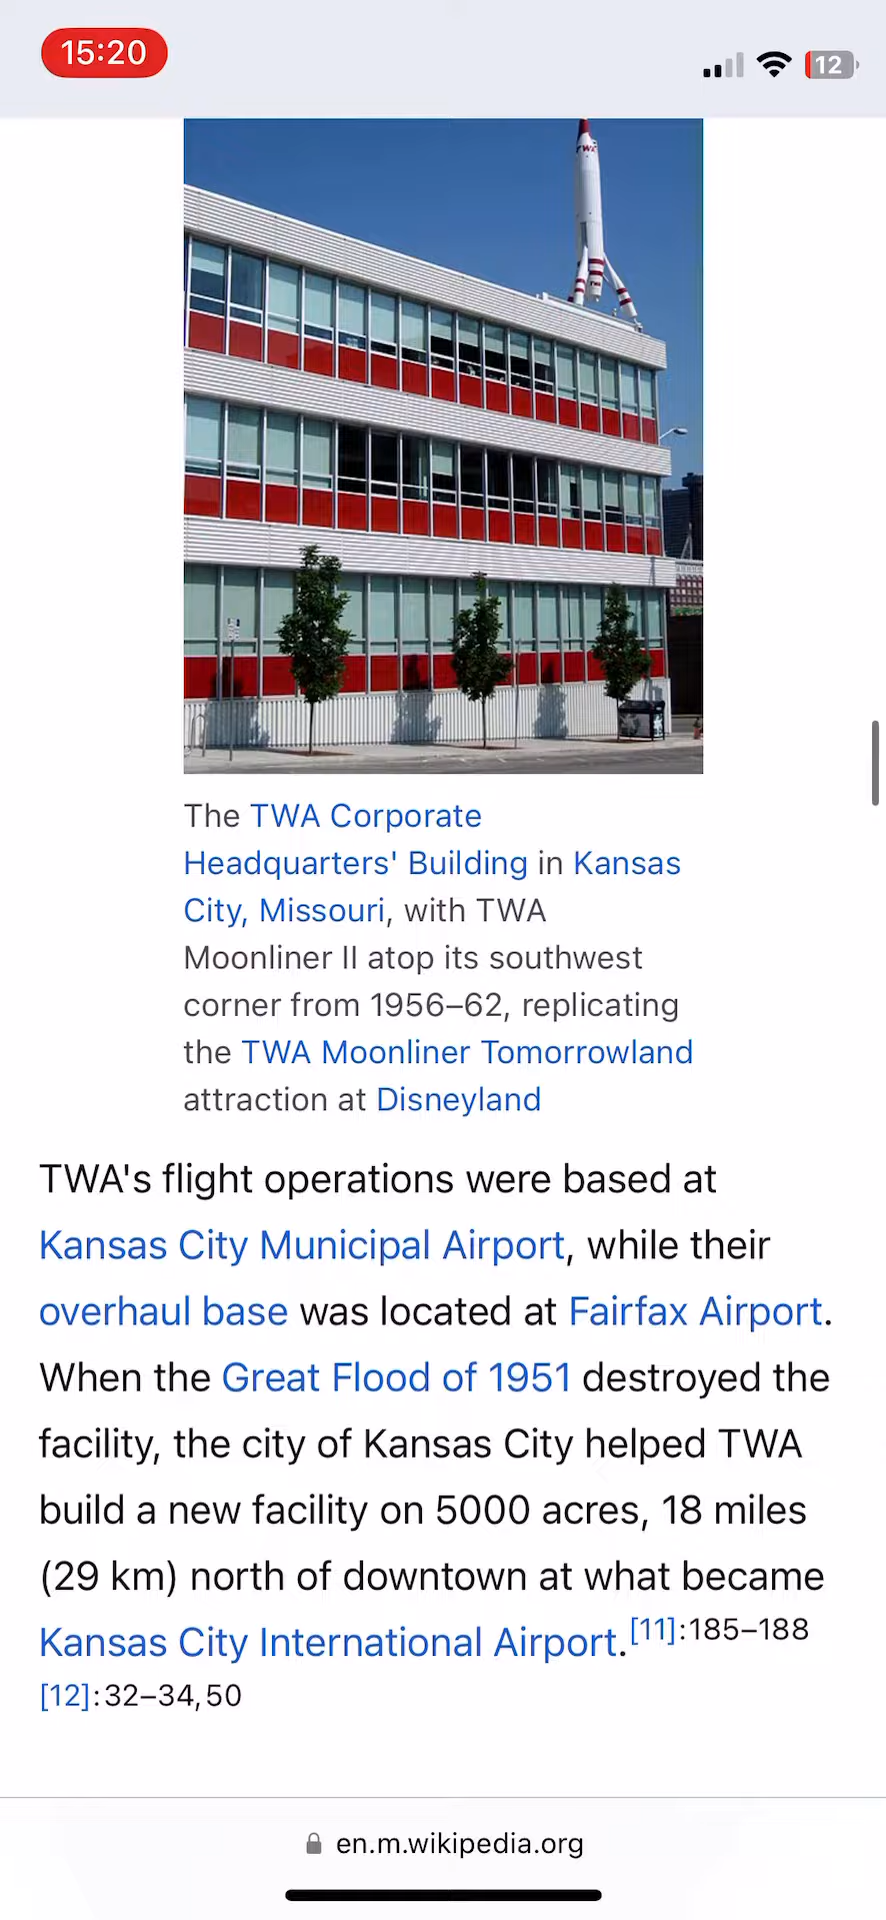 15:20
12
TWA
The TWA Corporate
Headquarters' Building in Kansas
City, Missouri, with TWA
Moonliner II atop its southwest
corner from 1956–62, replicating
the TWA Moonliner Tomorrowland
attraction at Disneyland
TWA's flight operations were based at
Kansas City Municipal Airport, while their
overhaul base was located at Fairfax Airport.
When the Great Flood of 1951 destroyed the
facility, the city of Kansas City helped TWA
build a new facility on 5000 acres, 18 miles
(29 km) north of downtown at what became
Kansas City International Airport.[11]:185–188
[12]:32–34,50
en.m.wikipedia.org